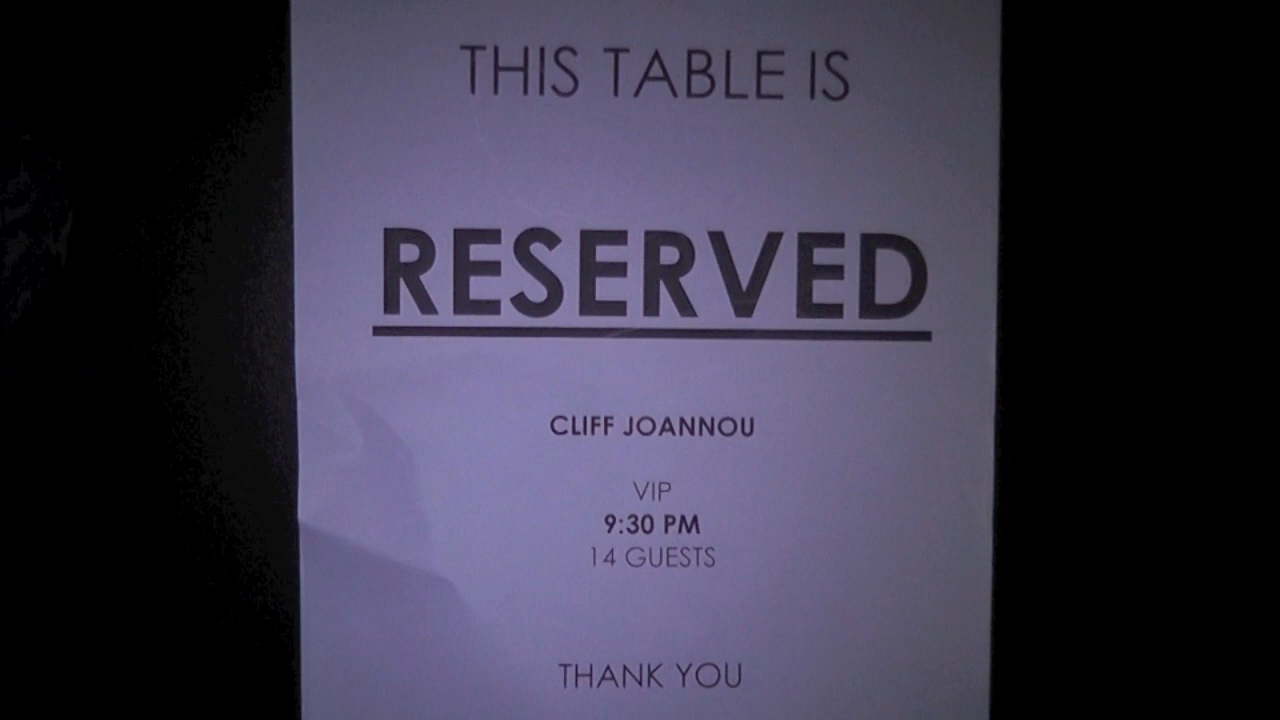 THIS TABLE IS
RESERVED
CLIFF JOANNOU
VIP
9:30 PM
14 GUESTS
THANK YOU